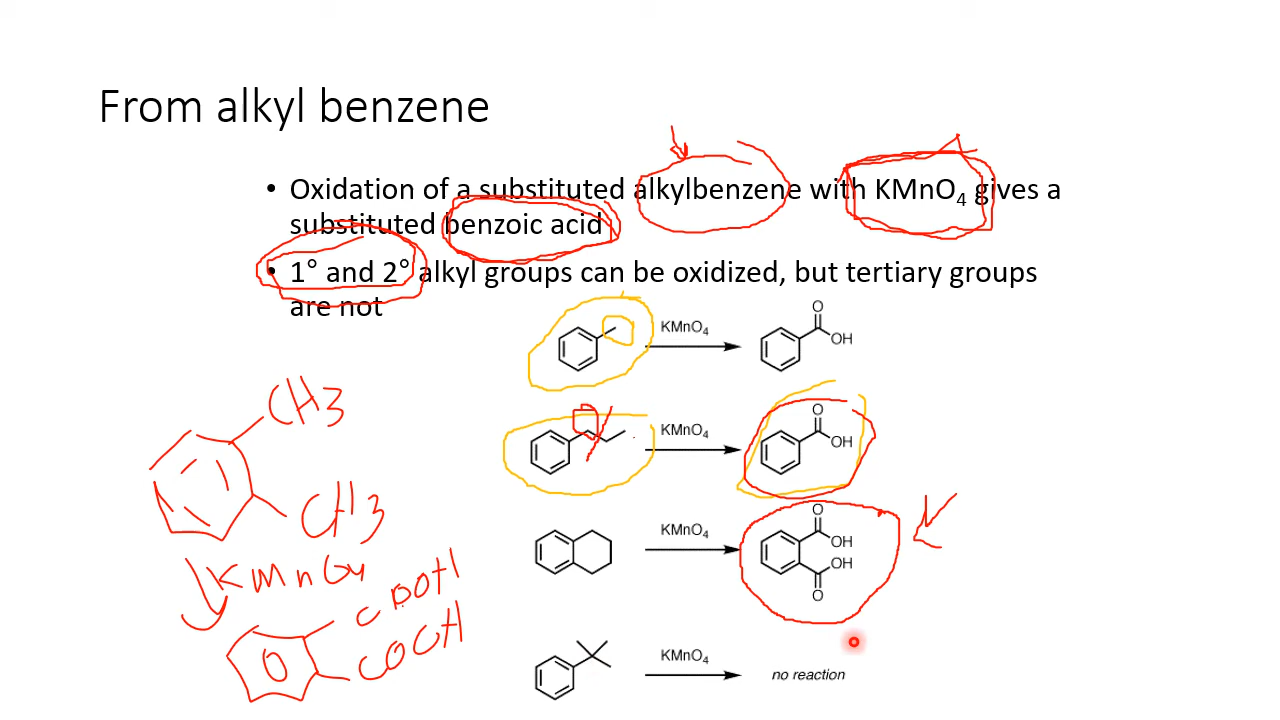 From alkyl benzene
• Oxidation of a substituted alkylbenzene with KMnO₄ gives a
substituted benzoic acid
• 1° and 2° alkyl groups can be oxidized, but tertiary groups
are not
KMnO₄
O
OH
CH3
KMnO₄
O
OH
CH3
KMnO₄
O
OH
OH
O
KMnO4
COOH
COOH
KMnO₄
no reaction